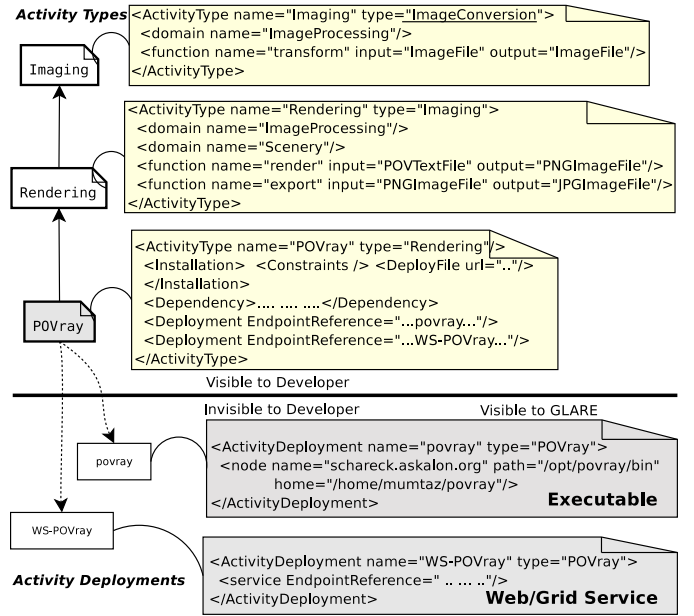 Activity Types
<ActivityType name="Imaging" type="ImageConversion">
<domain name="ImageProcessing"/>
<function name="transform" input="ImageFile" output="ImageFile"/>
</ActivityType>
Imaging
<ActivityType name="Rendering" type="Imaging">
<domain name="ImageProcessing"/>
<domain name="Scenery"/>
<function name="render" input="POVTextFile" output="PNGImageFile"/>
<function name="export" input="PNGImageFile" output="JPGImageFile"/>
</ActivityType>
Rendering
<ActivityType name="POVray" type="Rendering"/>
<Installation> <Constraints /> <DeployFile url=".."/>
</Installation>
<Dependency>.... .... ....</Dependency>
<Deployment EndpointReference="...povray..."/>
<Deployment EndpointReference="...WS-POVray..."/>
</ActivityType>
POVray
Visible to Developer
Invisible to Developer
Visible to GLARE
<ActivityDeployment name="povray" type="POVray">
<node name="schareck.askalon.org" path="/opt/povray/bin"
home="/home/mumtaz/povray"/>
</ActivityDeployment>
Executable
povray
WS-POVray
<ActivityDeployment name="WS-POVray" type="POVray">
<service EndpointReference=" .. ... .."/>
</ActivityDeployment>
Web/Grid Service
Activity Deployments